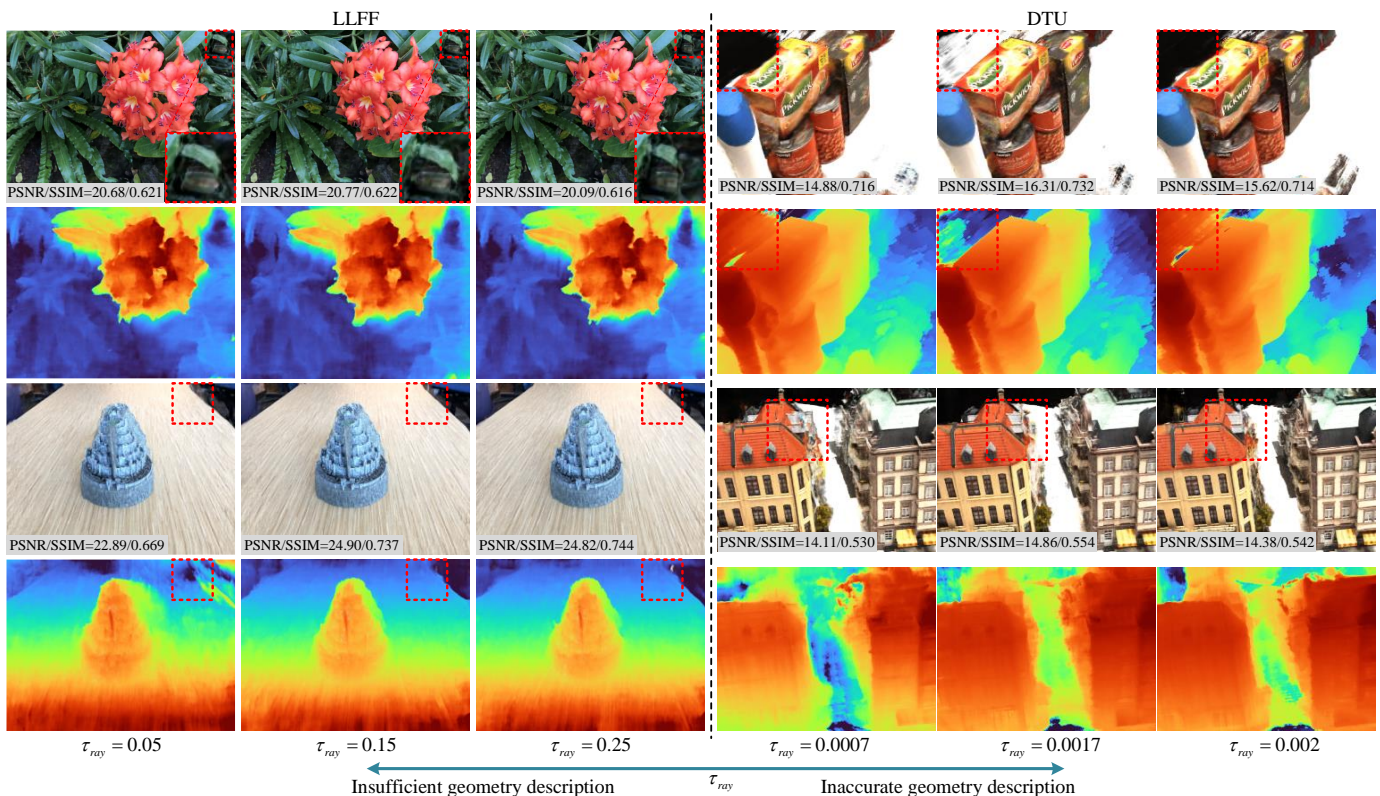 LLFF DTU
PICKWICK PICKWICK PICKWICK
PSNR/SSIM=20.68/0.621 PSNR/SSIM=20.77/0.622 PSNR/SSIM=20.09/0.616 PSNR/SSIM=14.88/0.716 PSNR/SSIM=16.31/0.732 PSNR/SSIM=15.62/0.714
PSNR/SSIM=22.89/0.669 PSNR/SSIM=24.90/0.737 PSNR/SSIM=24.82/0.744 PSNR/SSIM=14.11/0.530 PSNR/SSIM=14.86/0.554 PSNR/SSIM=14.38/0.542
τray = 0.05 τray = 0.15 τray = 0.25 τray = 0.0007 τray = 0.0017 τray = 0.002
Insufficient geometry description τray Inaccurate geometry description